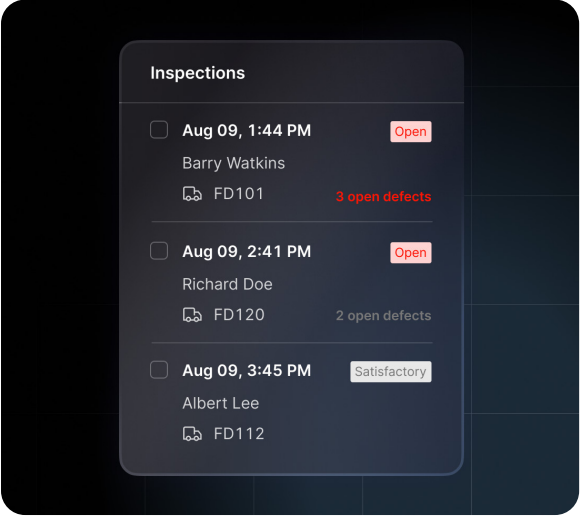 Inspections
Aug 09, 1:44 PM Open
Barry Watkins
FD101 3 open defects
Aug 09, 2:41 PM Open
Richard Doe
FD120 2 open defects
Aug 09, 3:45 PM Satisfactory
Albert Lee
FD112